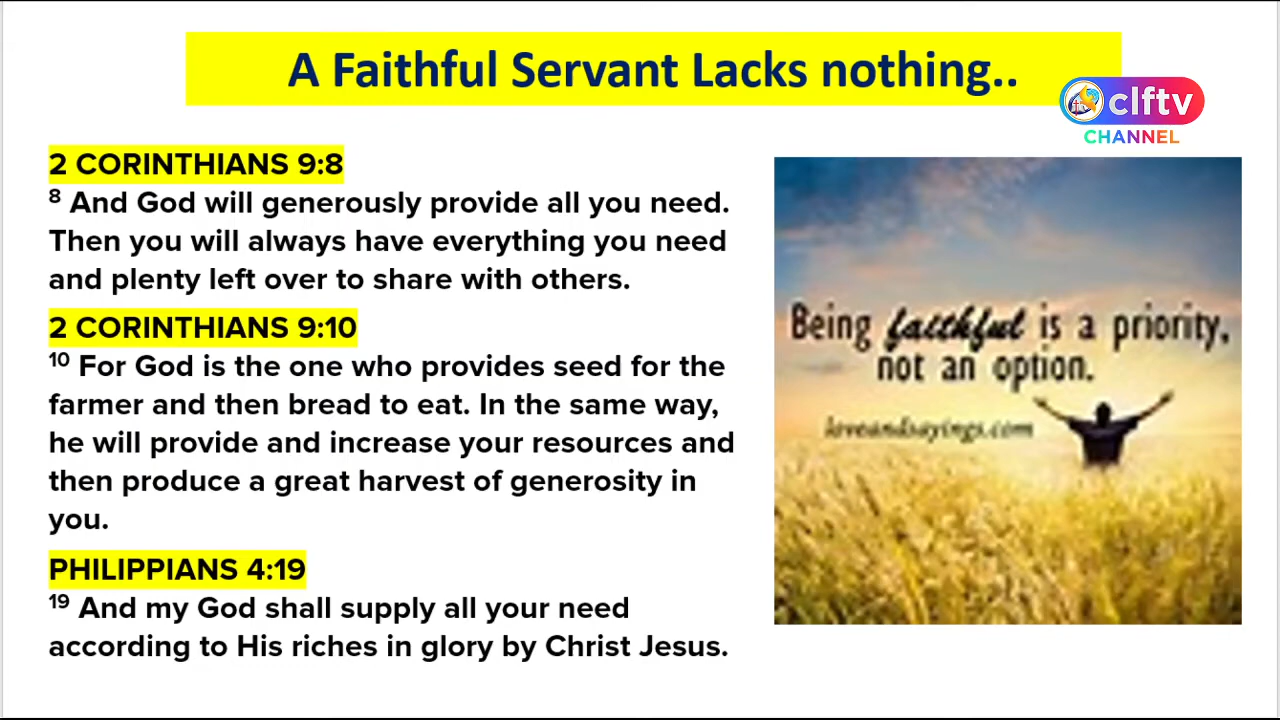 A Faithful Servant Lacks nothing..
clftv
CHANNEL
2 CORINTHIANS 9:8
8 And God will generously provide all you need.
Then you will always have everything you need
and plenty left over to share with others.
2 CORINTHIANS 9:10
10 For God is the one who provides seed for the
farmer and then bread to eat. In the same way,
he will provide and increase your resources and
then produce a great harvest of generosity in
you.
PHILIPPIANS 4:19
19 And my God shall supply all your need
according to His riches in glory by Christ Jesus.
Being faithful is a priority,
not an option.
loveandsayings.com